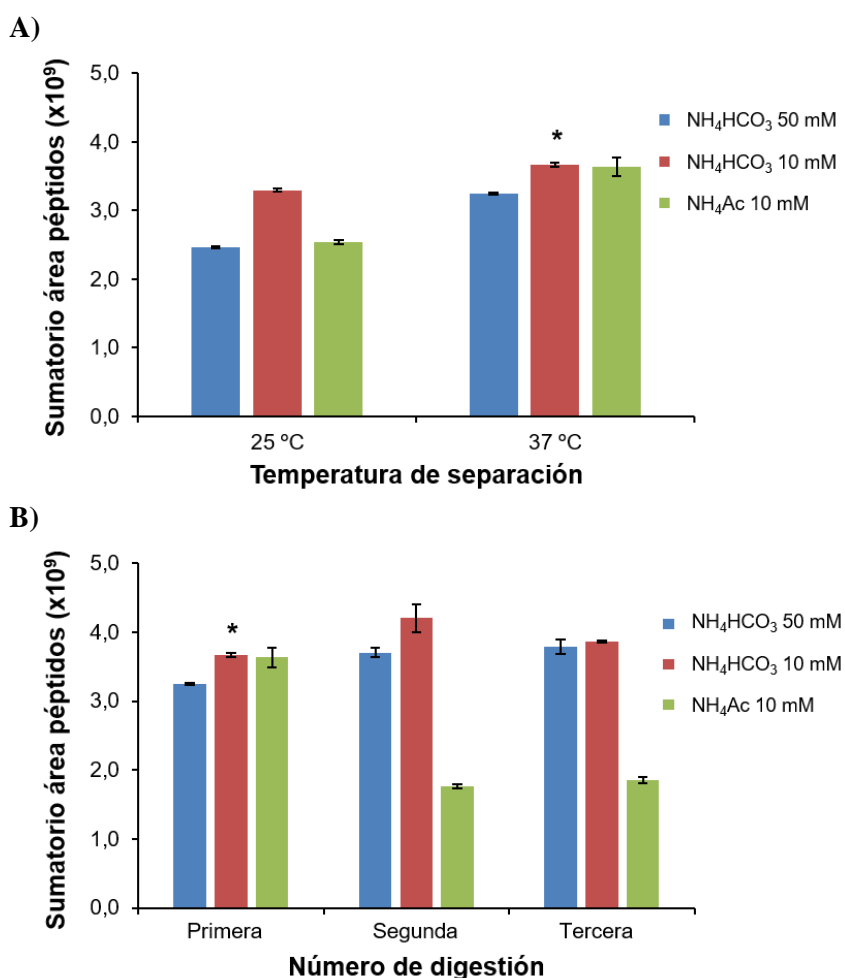 A)
Sumatorio área péptidos (x10⁹)
5,0
4,0
3,0
2,0
1,0
0,0
*
NH₄HCO₃ 50 mM
NH₄HCO₃ 10 mM
NH₄Ac 10 mM
25 ºC
37 ºC
Temperatura de separación
B)
Sumatorio área péptidos (x10⁹)
5,0
4,0
3,0
2,0
1,0
0,0
*
NH₄HCO₃ 50 mM
NH₄HCO₃ 10 mM
NH₄Ac 10 mM
Primera
Segunda
Tercera
Número de digestión